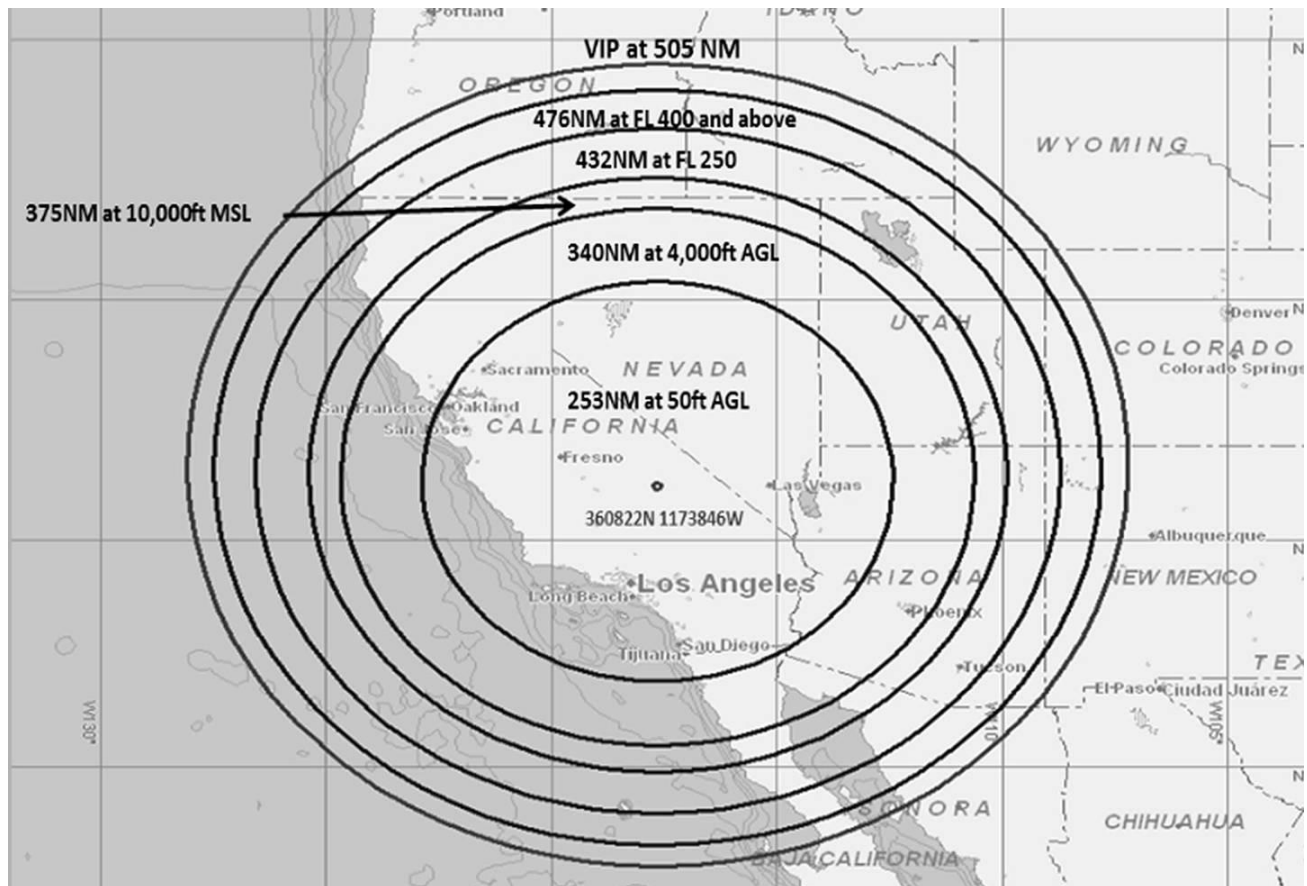 Portland
IDAHO
N
VIP at 505 NM
OREGON
476NM at FL 400 and above
WYOMING
432NM at FL 250
375NM at 10,000ft MSL
340NM at 4,000ft AGL
N
Denver
UTAH
COLORADO
Sacramento
NEVADA
Colorado Springs
253NM at 50ft AGL
San Francisco
Oakland
San Jose
CALIFORNIA
Fresno
Las Vegas
360822N 1173846W
Albuquerque
N
Los Angeles
ARIZONA
NEW MEXICO
Long Beach
Phoenix
San Diego
Tijuana
Tucson
TEX
El Paso
Ciudad Juárez
W130°
W110
W105°
N
SONORA
CHIHUAHUA
BAJA CALIFORNIA